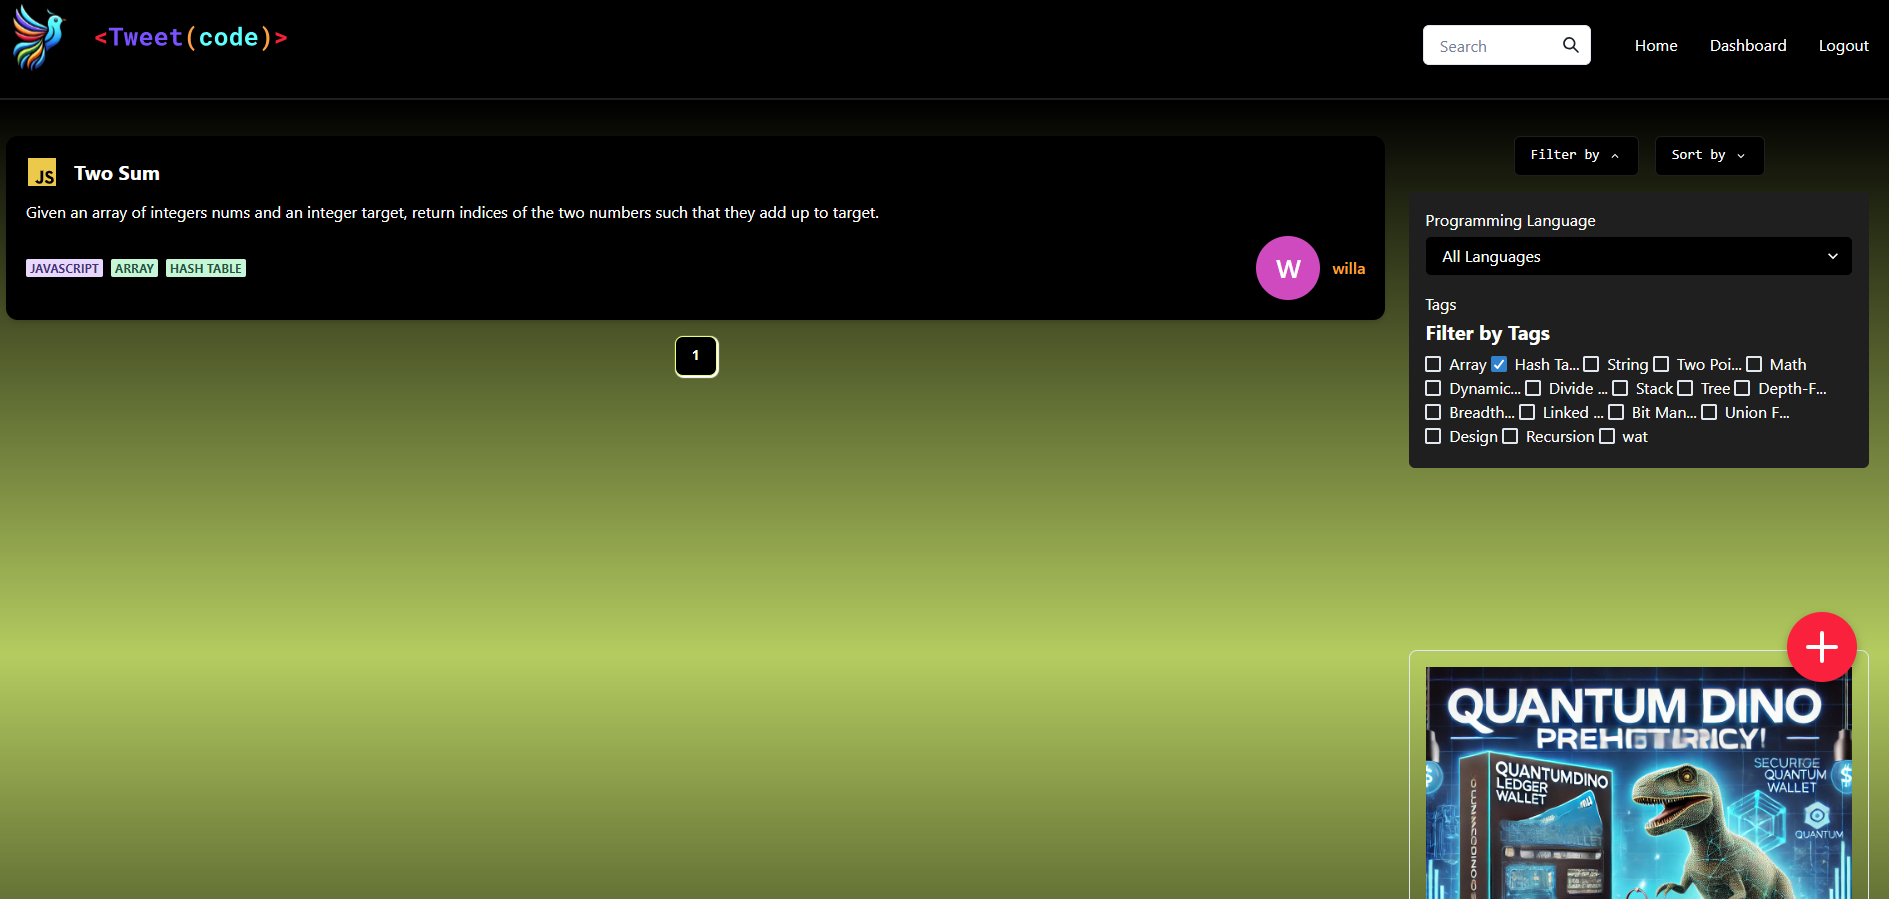 <Tweet(code)>
Search
Home
Dashboard
Logout
JS
Two Sum
Given an array of integers nums and an integer target, return indices of the two numbers such that they add up to target.
JAVASCRIPT ARRAY HASH TABLE
W
willa
1
Filter by
Sort by
Programming Language
All Languages
Tags
Filter by Tags
Array Hash Ta... String Two Poi... Math
Dynamic... Divide ... Stack Tree Depth-F...
Breadth... Linked ... Bit Man... Union F...
Design Recursion wat
QUANTUM DINO
QUANTUMDINO
LEDGER
WALLET
QUANTUM
WALLET
$
$
QUANTUM